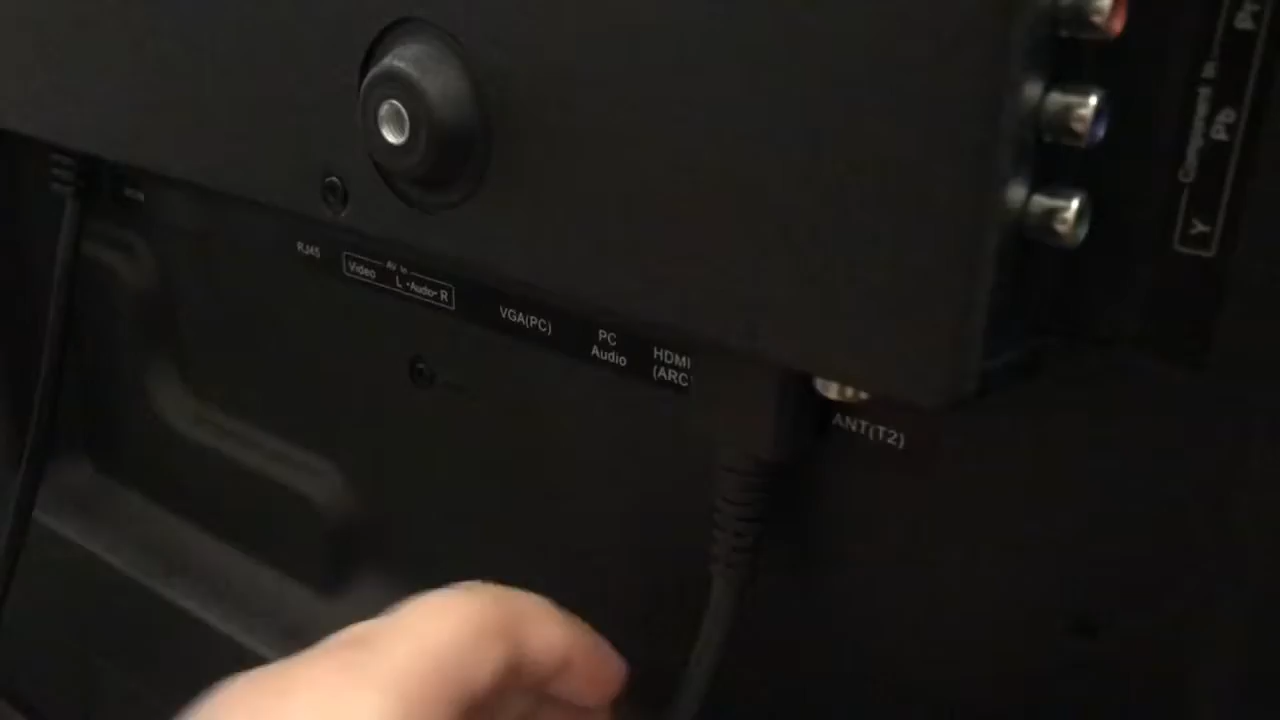 RJ45
AV In
Video L -Audio- R
VGA(PC)
PC
Audio
HDMI
(ARC
ANT(T2)
Component In
Y Pb Pr